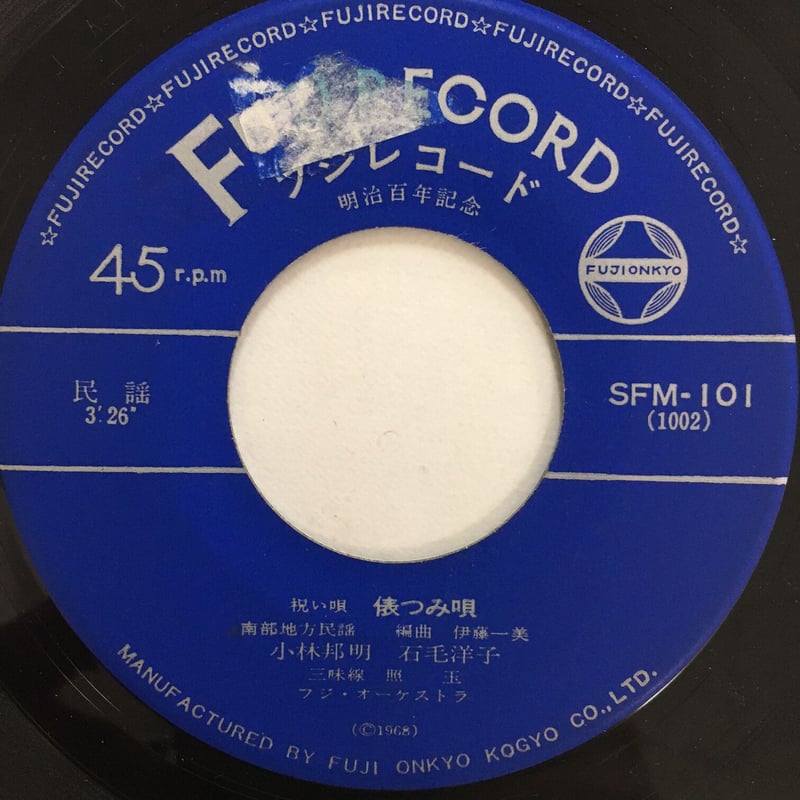 ☆FUJIRECORD☆FUJIRECORD☆FUJIRECORD☆FUJIRECORD☆FUJIRECORD☆
フジレコード
明治百年記念
45 r.p.m
FUJIONKYO
民謡
3'26"
SFM-101
(1002)
祝い唄 俵つみ唄
南部地方民謡 編曲 伊藤一美
小林邦明 石毛洋子
三味線 照 玉
フジ・オーケストラ
(©1968)
MANUFACTURED BY FUJI ONKYO KOGYO CO.,LTD.